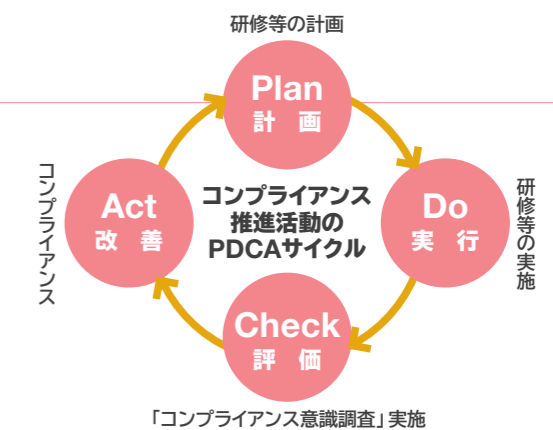 研修等の計画
Plan
計 画
コンプライアンス
Act
改 善
コンプライアンス
推進活動の
PDCAサイクル
Do
実 行
研修等の実施
Check
評 価
「コンプライアンス意識調査」実施